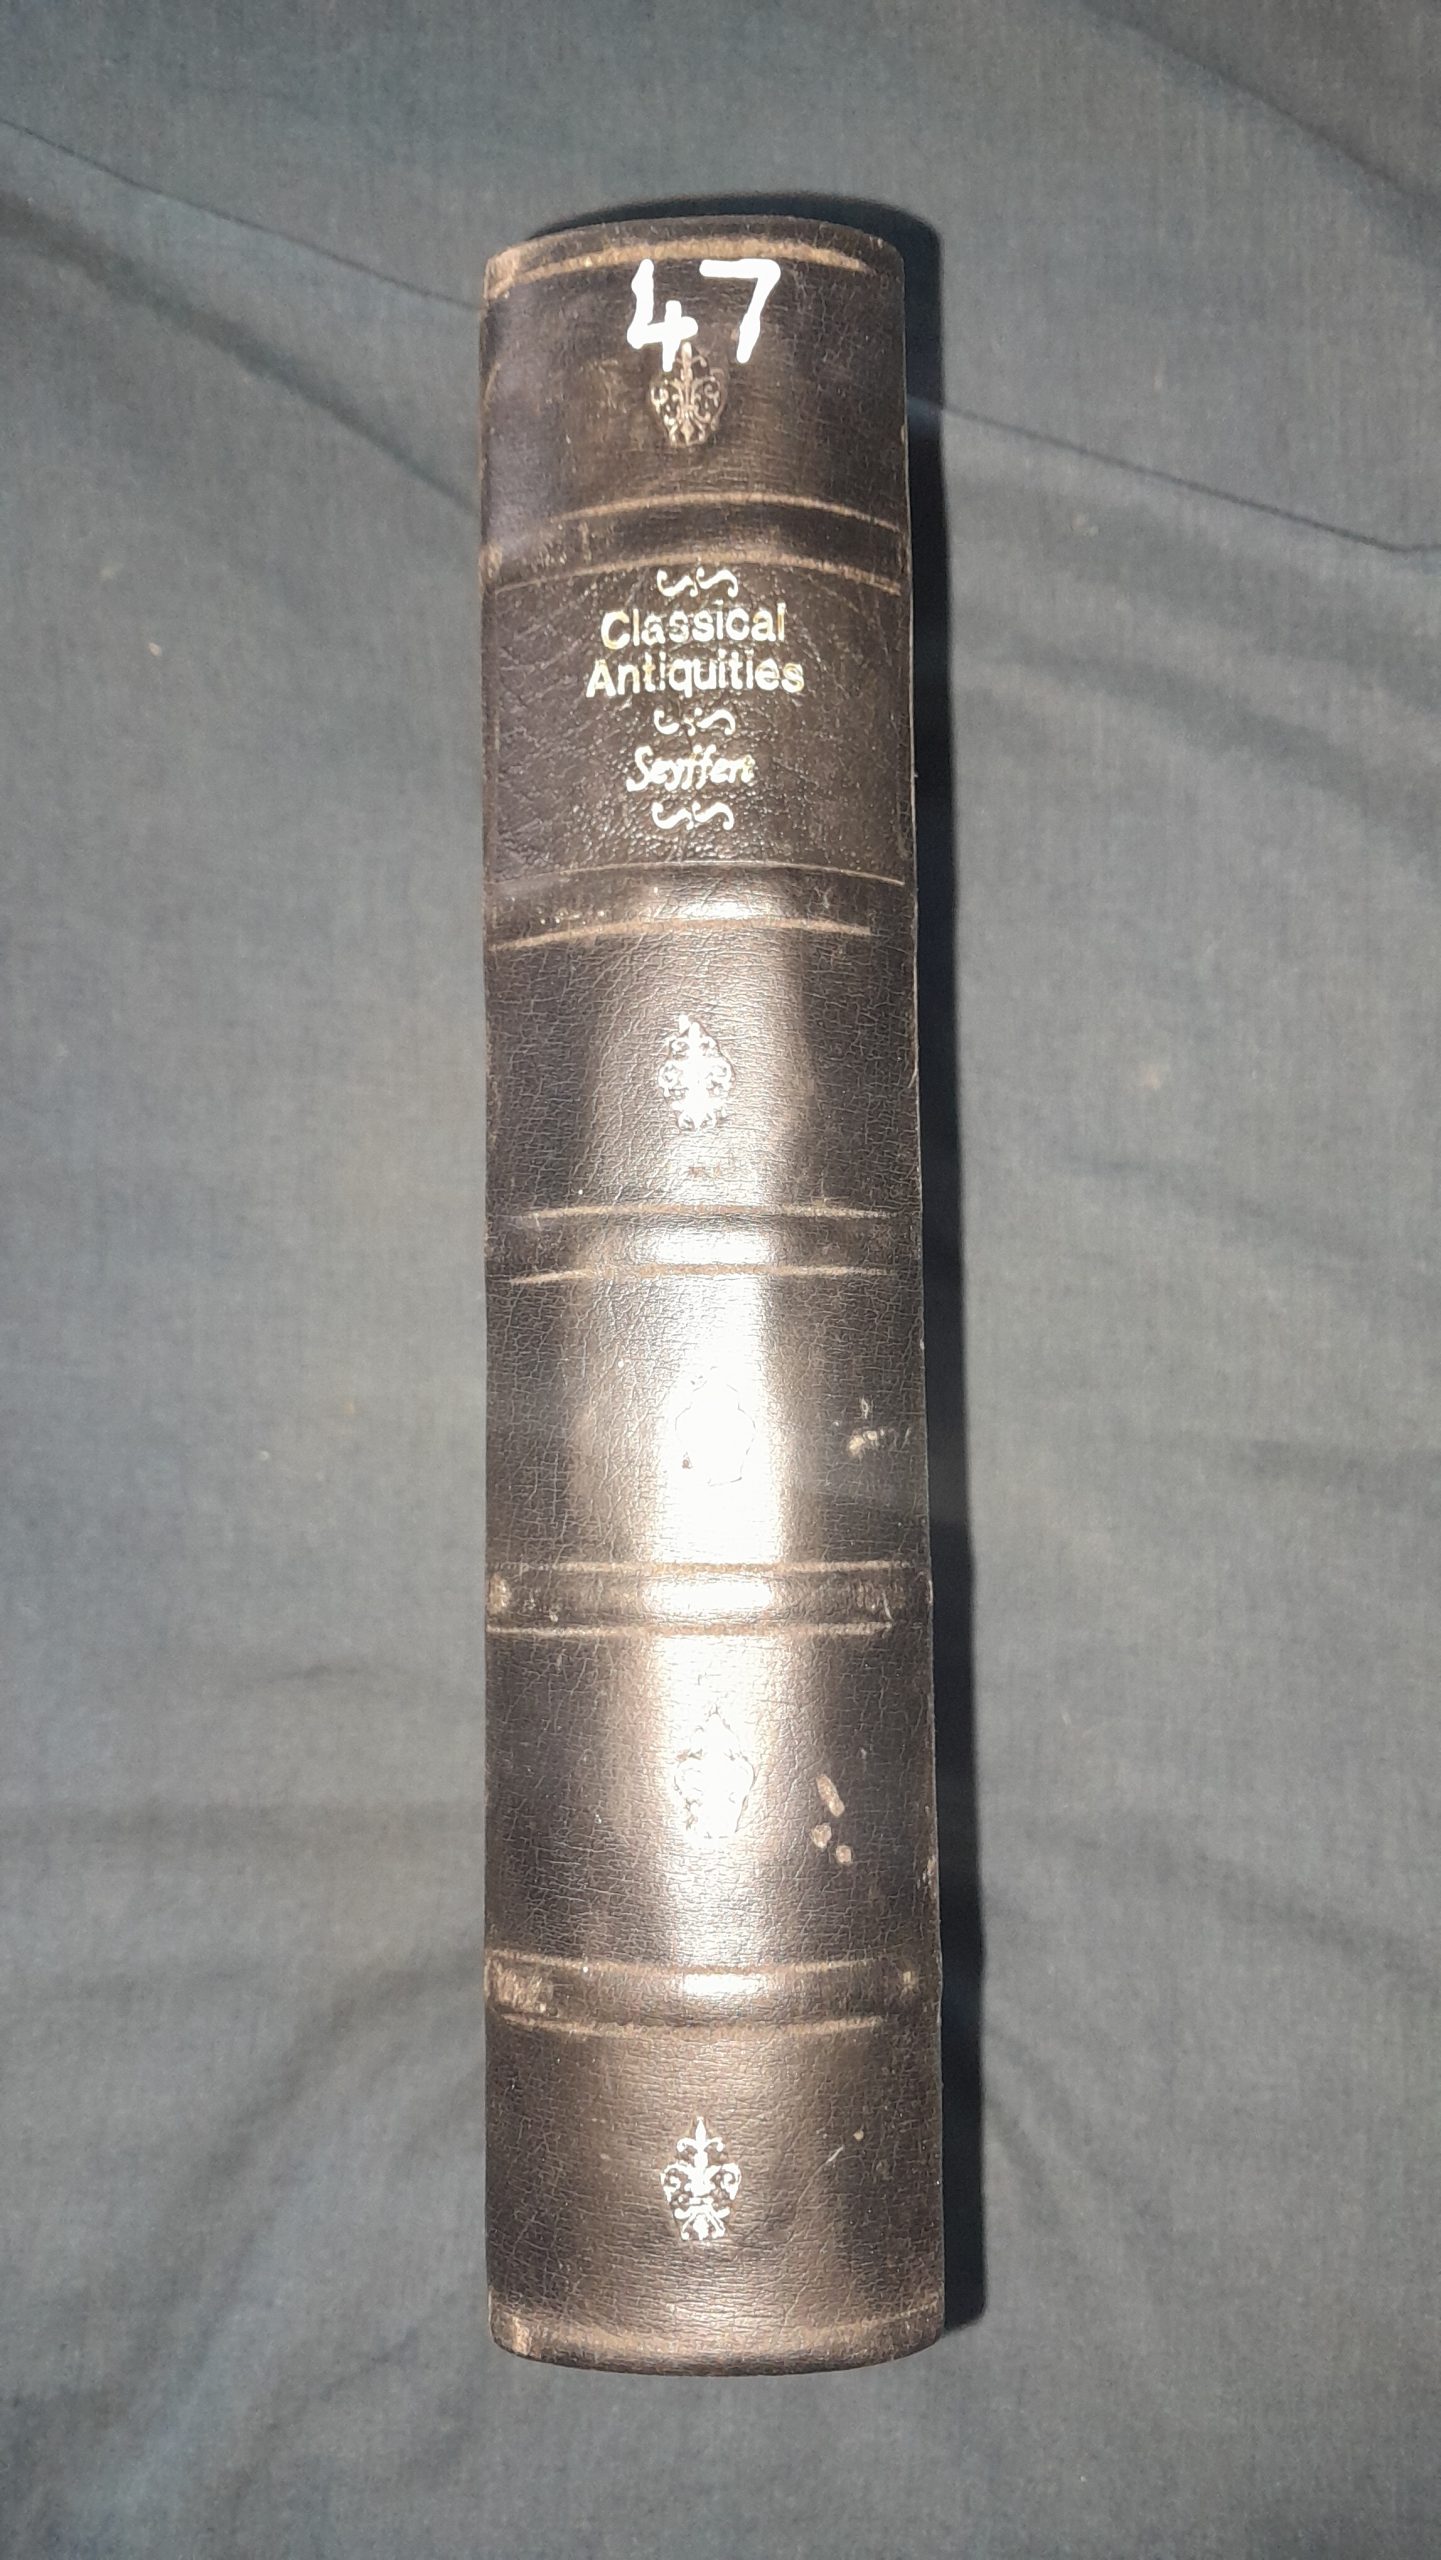 47
Classical
Antiquities
Seyffert